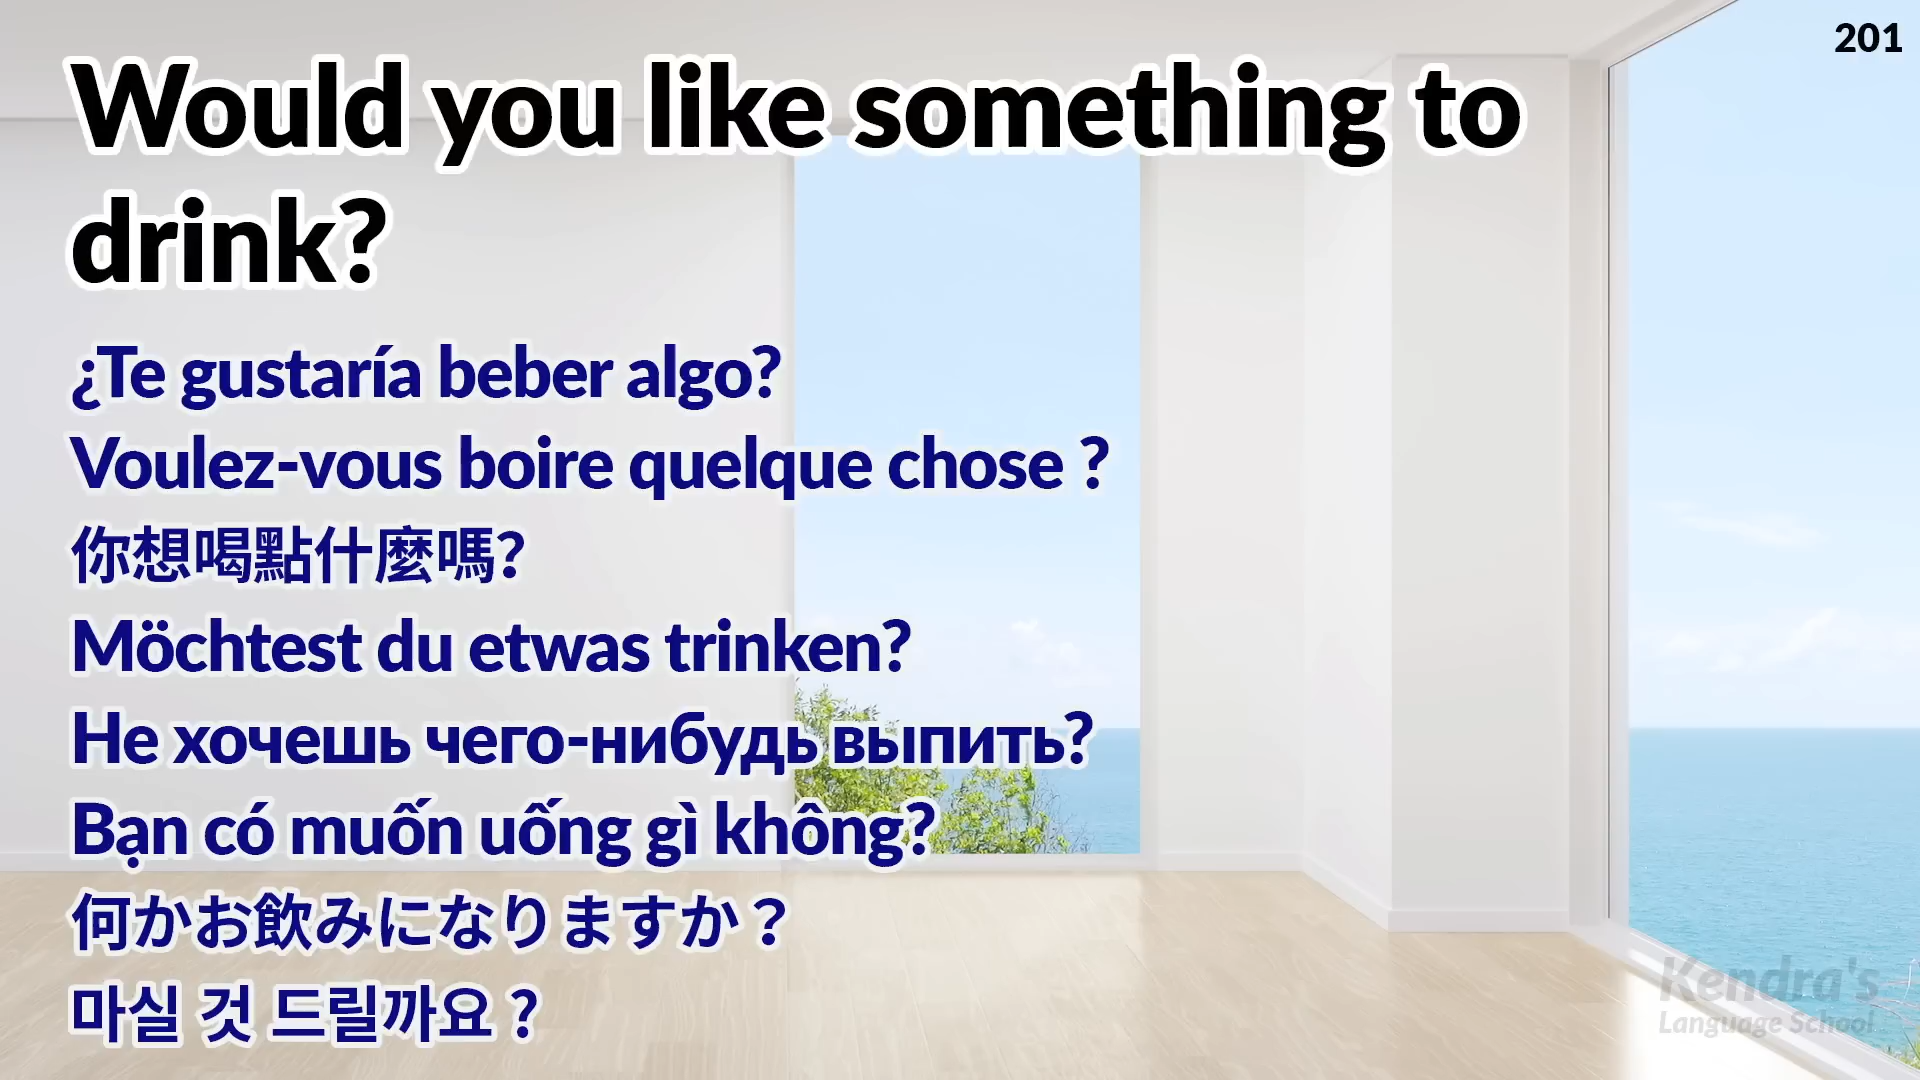 201
Would you like something to
drink?
¿Te gustaría beber algo?
Voulez-vous boire quelque chose ?
你想喝點什麼嗎?
Möchtest du etwas trinken?
Не хочешь чего-нибудь выпить?
Bạn có muốn uống gì không?
何かお飲みになりますか？
마실 것 드릴까요 ?
Kendra's
Language School